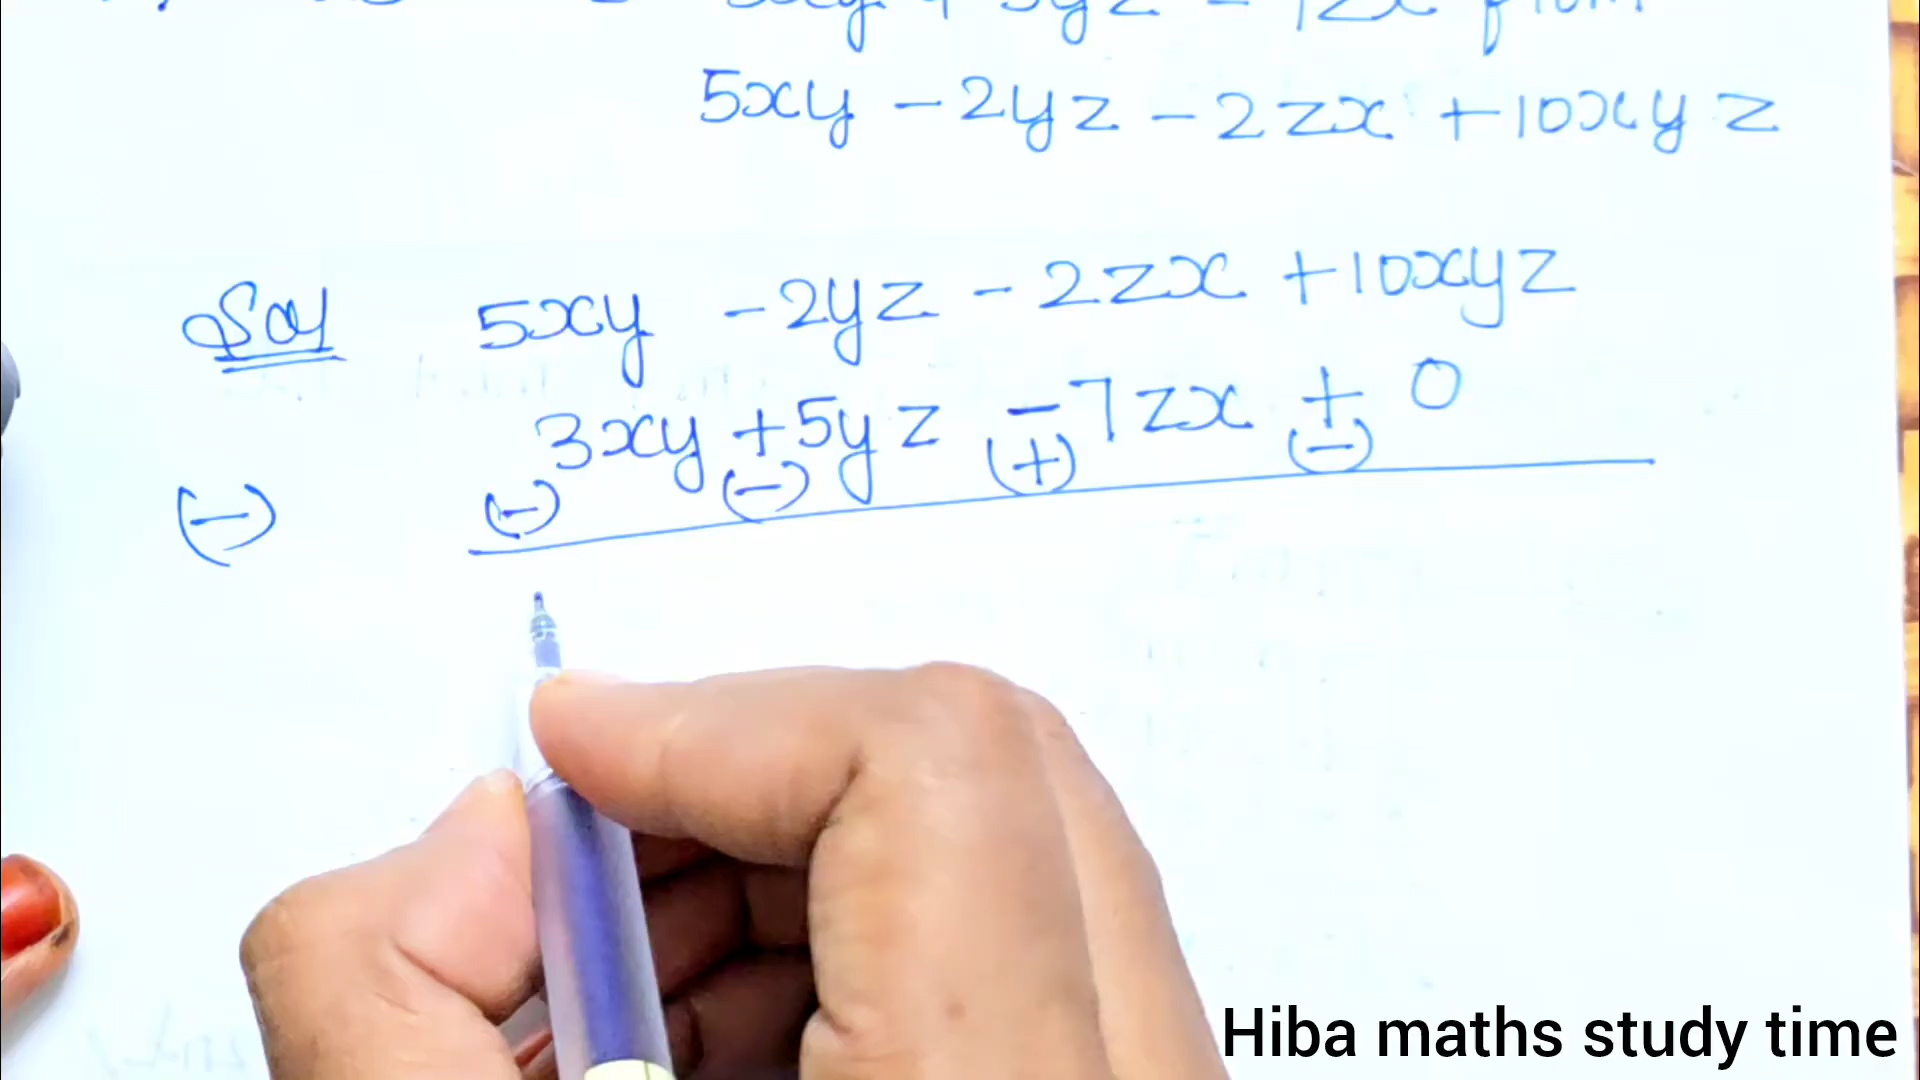 5xy - 2yz - 2zx + 10xyz
Sol 5xy - 2yz - 2zx + 10xyz
3xy + 5yz - 7zx + 0
(-) (-) (-) (+) (-)
Hiba maths study time